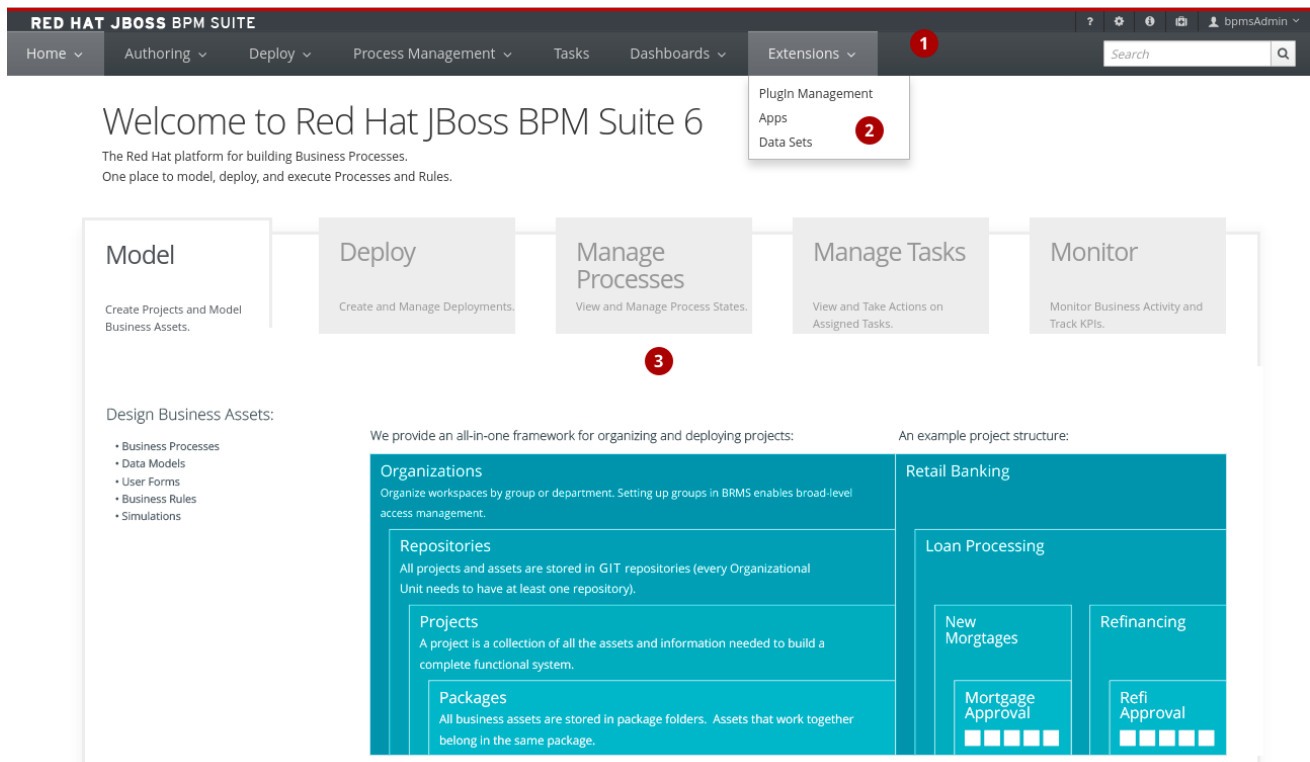 RED HAT JBOSS BPM SUITE
? bpmsAdmin
Home Authoring Deploy Process Management Tasks Dashboards Extensions 1 Search
PlugIn Management
Apps
Data Sets
2
Welcome to Red Hat JBoss BPM Suite 6
The Red Hat platform for building Business Processes.
One place to model, deploy, and execute Processes and Rules.
Model
Create Projects and Model
Business Assets.
Deploy
Create and Manage Deployments.
Manage
Processes
View and Manage Process States.
Manage Tasks
View and Take Actions on
Assigned Tasks.
Monitor
Monitor Business Activity and
Track KPIs.
3
Design Business Assets:
• Business Processes
• Data Models
• User Forms
• Business Rules
• Simulations
We provide an all-in-one framework for organizing and deploying projects:
Organizations
Organize workspaces by group or department. Setting up groups in BRMS enables broad-level
access management.
Repositories
All projects and assets are stored in GIT repositories (every Organizational
Unit needs to have at least one repository).
Projects
A project is a collection of all the assets and information needed to build a
complete functional system.
Packages
All business assets are stored in package folders. Assets that work together
belong in the same package.
An example project structure:
Retail Banking
Loan Processing
New
Morgtages
Mortgage
Approval
Refinancing
Refi
Approval